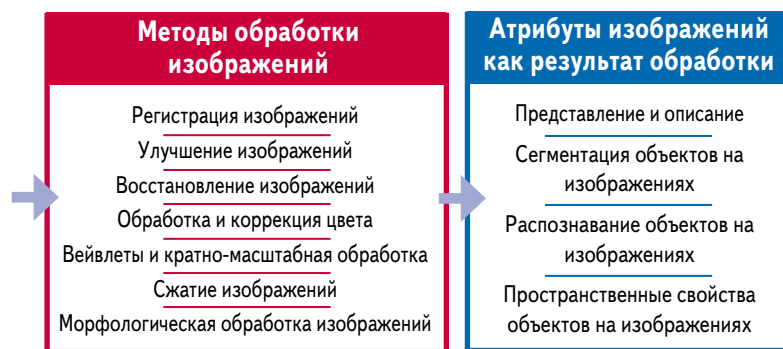 Методы обработки
изображений
Регистрация изображений
Улучшение изображений
Восстановление изображений
Обработка и коррекция цвета
Вейвлеты и кратно-масштабная обработка
Сжатие изображений
Морфологическая обработка изображений
Атрибуты изображений
как результат обработки
Представление и описание
Сегментация объектов на
изображениях
Распознавание объектов на
изображениях
Пространственные свойства
объектов на изображениях